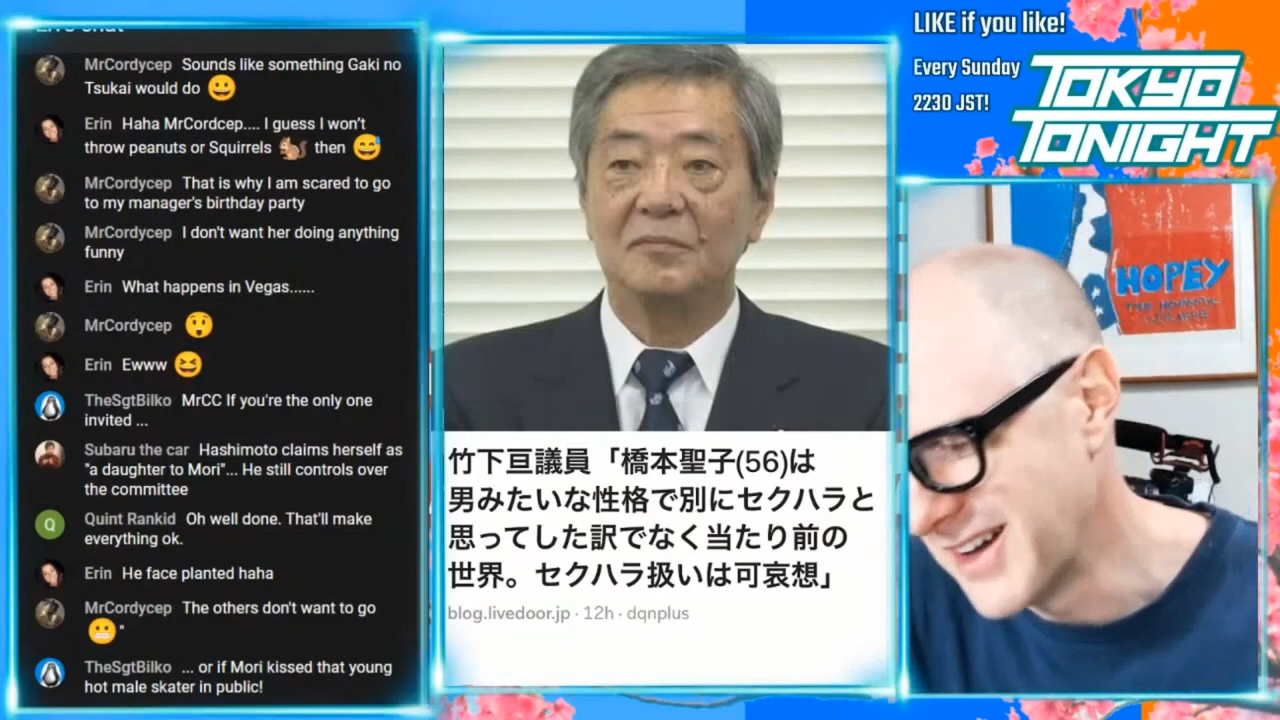 Live chat
MrCordycep Sounds like something Gaki no
Tsukai would do 😀
Erin Haha MrCordcep.... I guess I won't
throw peanuts or Squirrels 🐿️ then 😅
MrCordycep That is why I am scared to go
to my manager's birthday party
MrCordycep I don't want her doing anything
funny
Erin What happens in Vegas......
MrCordycep 😲
Erin Ewww 😆
TheSgtBilko MrCC If you're the only one
invited ...
Subaru the car Hashimoto claims herself as
"a daughter to Mori"... He still controls over
the committee
Q
Quint Rankid Oh well done. That'll make
everything ok.
Erin He face planted haha
MrCordycep The others don't want to go
😬"
TheSgtBilko ... or if Mori kissed that young
hot male skater in public!
竹下亘議員「橋本聖子(56)は
男みたいな性格で別にセクハラと
思ってした訳でなく当たり前の
世界。セクハラ扱いは可哀想」
blog.livedoor.jp · 12h · dqnplus
LIKE if you like!
Every Sunday
2230 JST!
TOKYO
TONIGHT
HOPEY
THE HOPEFUL